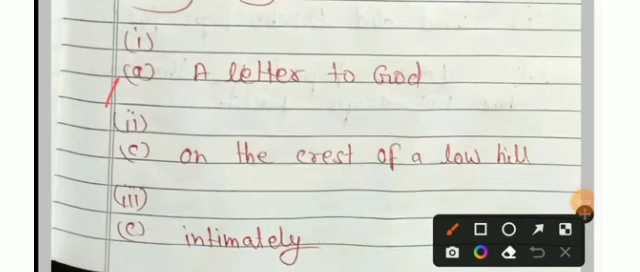 (i)
(a) A letter to God
(ii)
(c) on the crest of a low hill
(iii)
(c) intimately